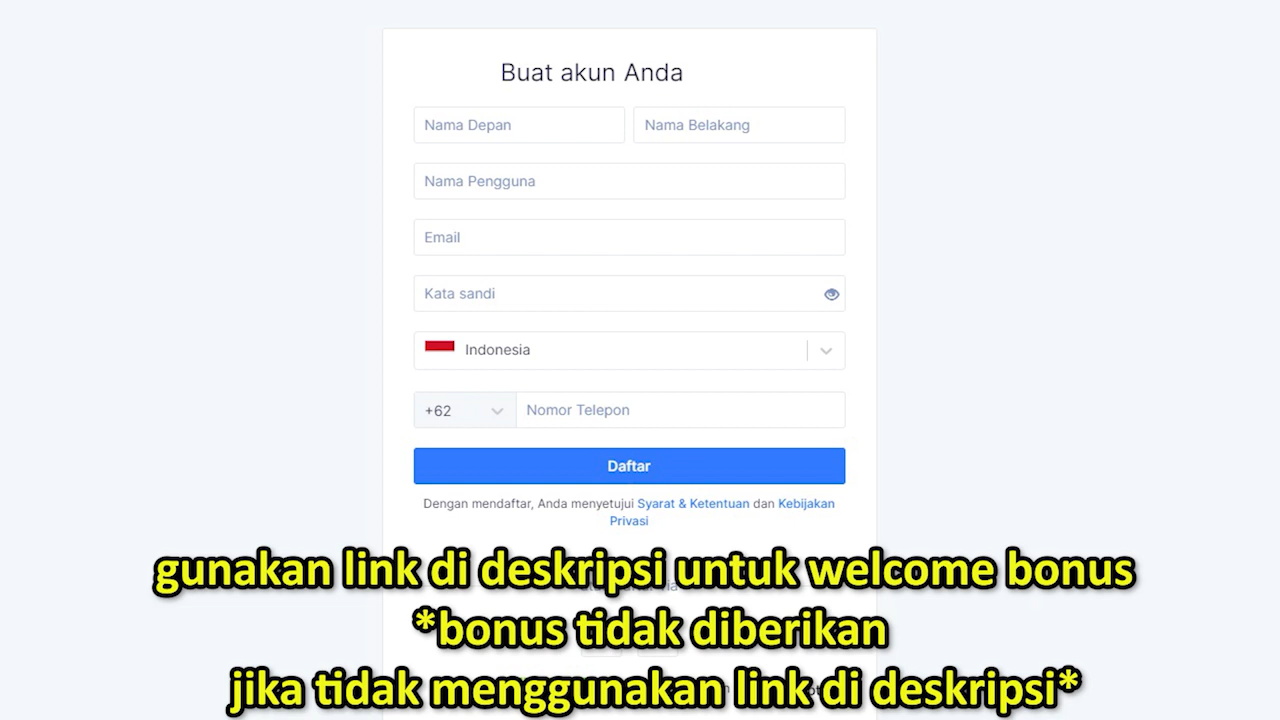 Buat akun Anda
Nama Depan Nama Belakang
Nama Pengguna
Email
Kata sandi
Indonesia
+62 Nomor Telepon
Daftar
Dengan mendaftar, Anda menyetujui Syarat & Ketentuan dan Kebijakan
Privasi
gunakan link di deskripsi untuk welcome bonus
*bonus tidak diberikan
jika tidak menggunakan link di deskripsi*